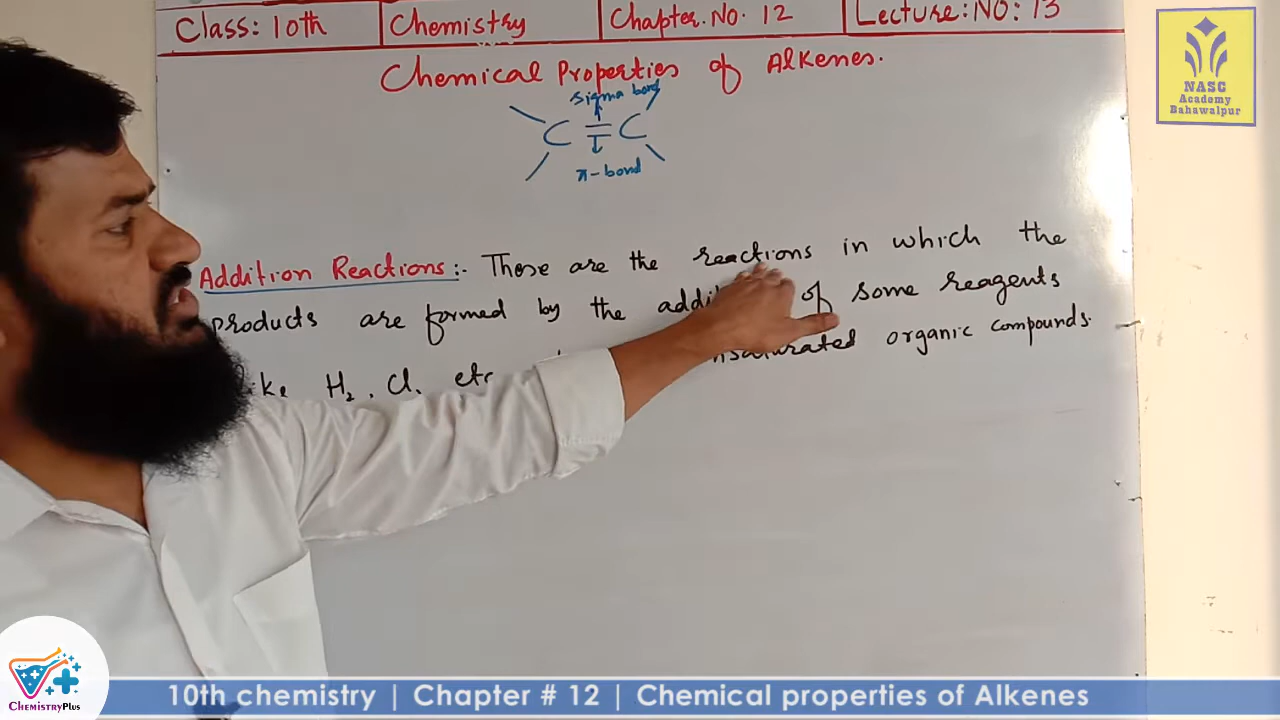 Class: 10th Chemistry Chapter.No. 12 Lecture:No: 13
Chemical Properties of Alkenes.
Sigma bond
C = C
π-bond
Addition Reactions:- These are the reactions in which the
products are formed by the of some reagents
H2, Cl2 etc organic compounds.
NASC
Academy
Bahawalpur
ChemistryPlus
10th chemistry | Chapter # 12 | Chemical properties of Alkenes